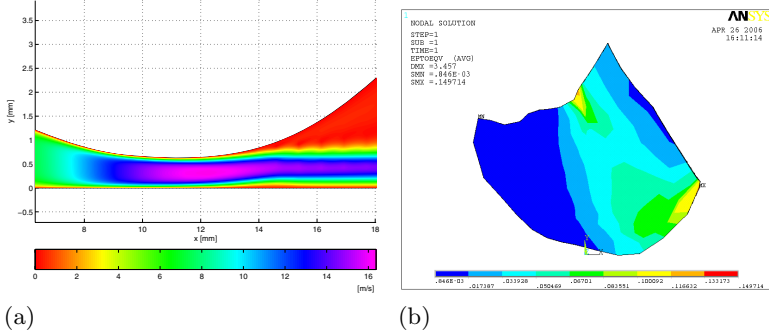 3.5
3
2.5
2
1.5
1
0.5
0
-0.5
y [mm]
8 10 12 14 16 18
x [mm]
0 2 4 6 8 10 12 14 16
[m/s]
(a)
1
NODAL SOLUTION
STEP=1
SUB =1
TIME=1
EPTOEQV (AVG)
DMX =3.457
SMN =.846E-03
SMX =.149714
ANSYS
APR 26 2006
16:11:14
MN
MX
.846E-03 .033928 .06701 .100092 .133173
.017387 .050469 .083551 .116632 .149714
(b)